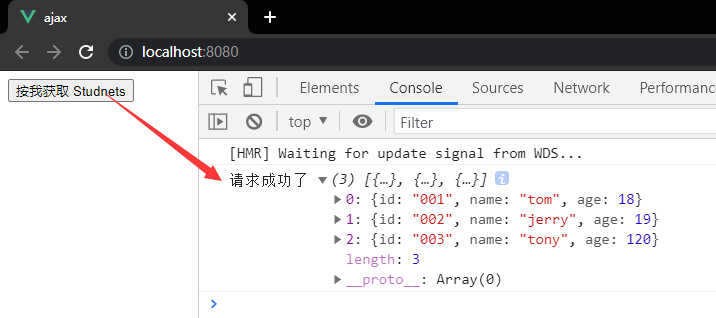 ajax
localhost:8080
按我获取 Studnets
Elements Console Sources Network Performance
top Filter
[HMR] Waiting for update signal from WDS...
请求成功了 (3) [{…}, {…}, {…}]
0: {id: "001", name: "tom", age: 18}
1: {id: "002", name: "jerry", age: 19}
2: {id: "003", name: "tony", age: 120}
length: 3
__proto__: Array(0)